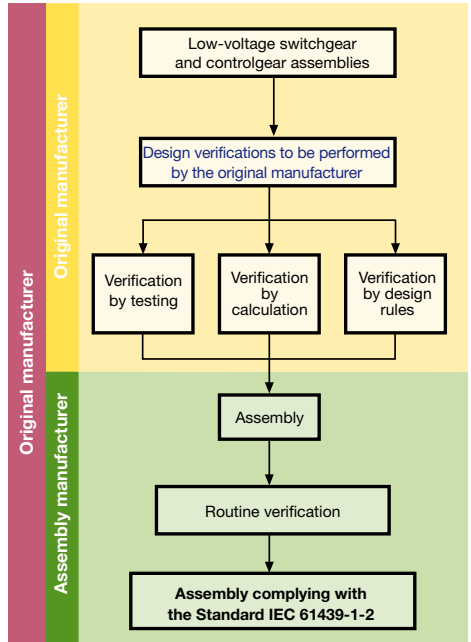 Low-voltage switchgear
and controlgear assemblies
Design verifications to be performed
by the original manufacturer
Verification
by testing
Verification
by
calculation
Verification
by design
rules
Assembly
Routine verification
Assembly complying with
the Standard IEC 61439-1-2
Original manufacturer
Original manufacturer
Assembly manufacturer